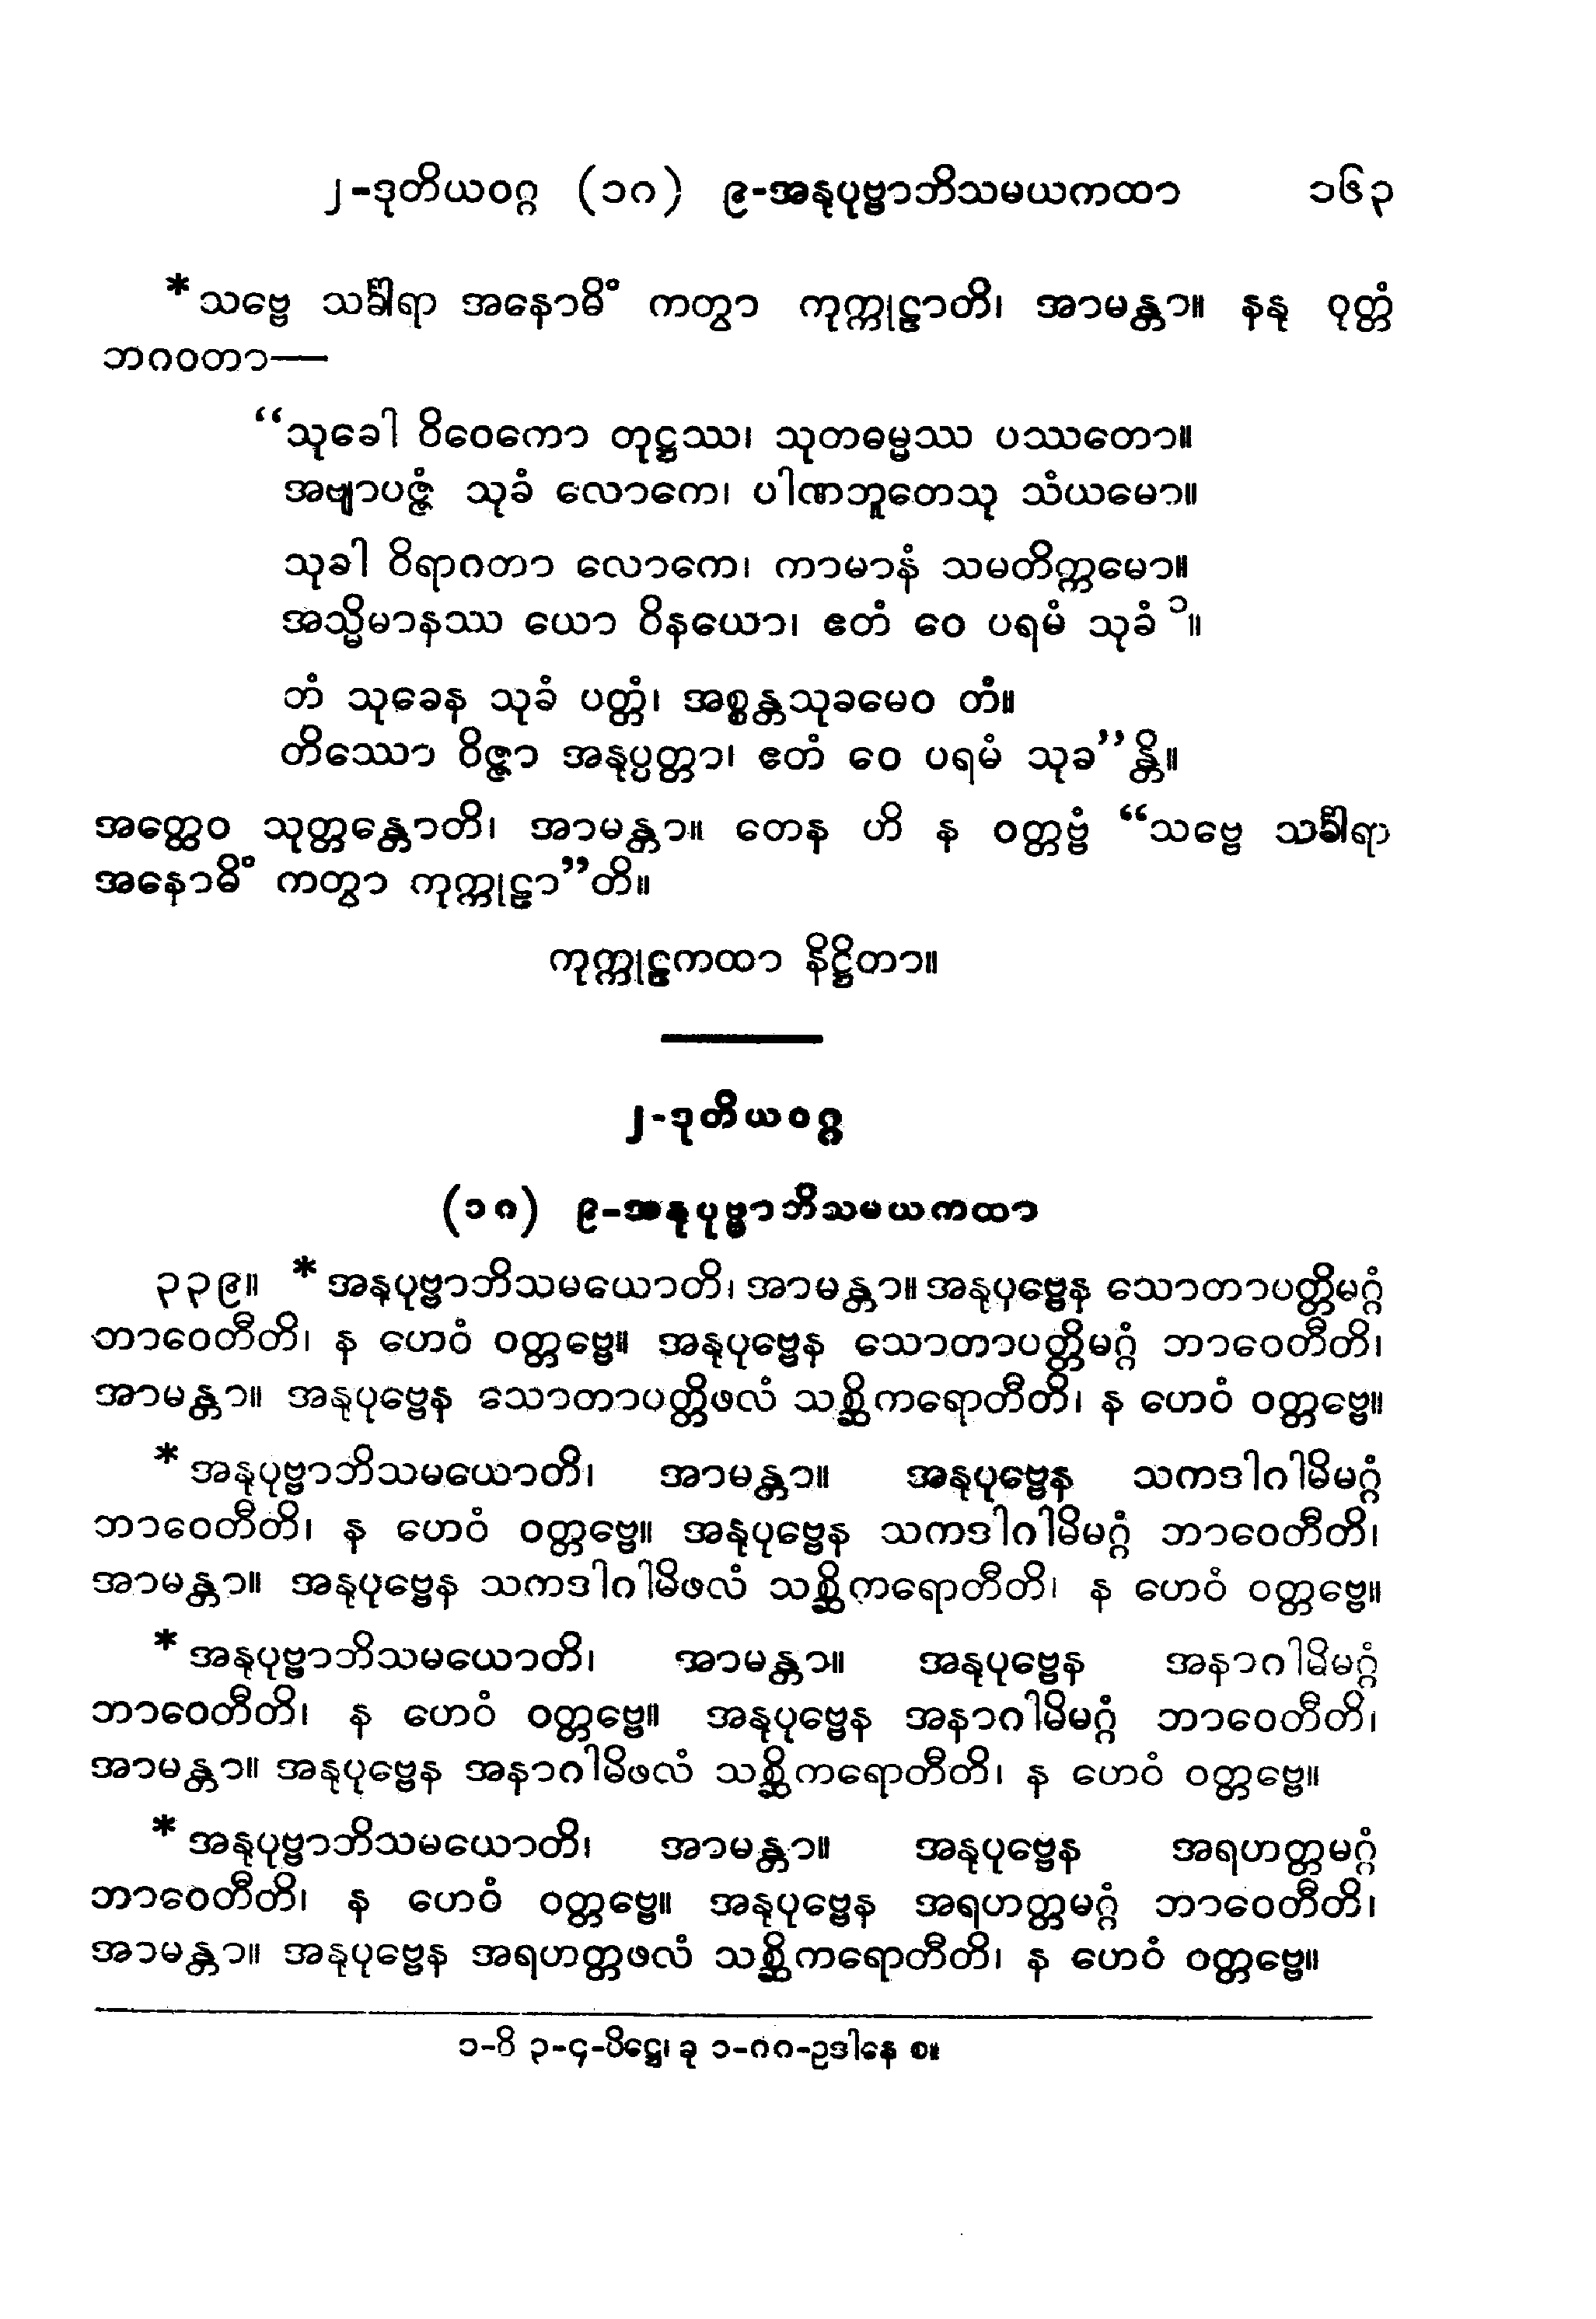 ၂-ဒုတိယဝဂ္ဂ (၁ဂ) ၉-အနုပုဗ္ဗာဘိသမယကထာ ၁၆၃
*သဗ္ဗေ သင်္ခါရာ အနောဓိံ ကတွာ ကုက္ကုဠာတိ၊ အာမန္တာ။ နနု ဝုတ္တံ
ဘဂဝတာ—
“သုခေါ ဝိဝေကော တုဋ္ဌဿ၊ သုတဓမ္မဿ ပဿတော။
အဗျာပဇ္ဇံ သုခံ လောကေ၊ ပါဏဘူတေသု သံယမော။
သုခါ ဝိရာဂတာ လောကေ၊ ကာမာနံ သမတိက္ကမော။
အသ္မိမာနဿ ယော ဝိနယော၊ ဧတံ ဝေ ပရမံ သုခံ ၁။
တံ သုခေန သုခံ ပတ္တံ၊ အစ္စန္တသုခမေဝ တံ။
တိဿော ဝိဇ္ဇာ အနုပ္ပတ္တာ၊ ဧတံ ဝေ ပရမံ သုခ”န္တိ။
အတ္ထေဝ သုတ္တန္တောတိ၊ အာမန္တာ။ တေန ဟိ န ဝတ္တဗ္ဗံ “သဗ္ဗေ သင်္ခါရာ
အနောဓိံ ကတွာ ကုက္ကုဠာ”တိ။
ကုက္ကုဠကထာ နိဋ္ဌိတာ။
၂-ဒုတိယဝဂ္ဂ
(၁ဂ) ၉-အနုပုဗ္ဗာဘိသမယကထာ
၃၃၉။ *အနုပုဗ္ဗာဘိသမယောတိ၊ အာမန္တာ။ အနုပုဗ္ဗေန သောတာပတ္တိမဂ္ဂံ
ဘာဝေတီတိ၊ န ဟေဝံ ဝတ္တဗ္ဗေ။ အနုပုဗ္ဗေန သောတာပတ္တိမဂ္ဂံ ဘာဝေတီတိ၊
အာမန္တာ။ အနုပုဗ္ဗေန သောတာပတ္တိဖလံ သစ္ဆိကရောတီတိ၊ န ဟေဝံ ဝတ္တဗ္ဗေ။
*အနုပုဗ္ဗာဘိသမယောတိ၊ အာမန္တာ။ အနုပုဗ္ဗေန သကဒါဂါမိမဂ္ဂံ
ဘာဝေတီတိ၊ န ဟေဝံ ဝတ္တဗ္ဗေ။ အနုပုဗ္ဗေန သကဒါဂါမိမဂ္ဂံ ဘာဝေတီတိ၊
အာမန္တာ။ အနုပုဗ္ဗေန သကဒါဂါမိဖလံ သစ္ဆိကရောတီတိ၊ န ဟေဝံ ဝတ္တဗ္ဗေ။
*အနုပုဗ္ဗာဘိသမယောတိ၊ အာမန္တာ။ အနုပုဗ္ဗေန အနာဂါမိမဂ္ဂံ
ဘာဝေတီတိ၊ န ဟေဝံ ဝတ္တဗ္ဗေ။ အနုပုဗ္ဗေန အနာဂါမိမဂ္ဂံ ဘာဝေတီတိ၊
အာမန္တာ။ အနုပုဗ္ဗေန အနာဂါမိဖလံ သစ္ဆိကရောတီတိ၊ န ဟေဝံ ဝတ္တဗ္ဗေ။
*အနုပုဗ္ဗာဘိသမယောတိ၊ အာမန္တာ။ အနုပုဗ္ဗေန အရဟတ္တမဂ္ဂံ
ဘာဝေတီတိ၊ န ဟေဝံ ဝတ္တဗ္ဗေ။ အနုပုဗ္ဗေန အရဟတ္တမဂ္ဂံ ဘာဝေတီတိ၊
အာမန္တာ။ အနုပုဗ္ဗေန အရဟတ္တဖလံ သစ္ဆိကရောတီတိ၊ န ဟေဝံ ဝတ္တဗ္ဗေ။
၁-ဝိ ၃-၄-ပိဋ္ဌေ၊ ခု ၁-ဂဂ-ဥဒါနေ စ။